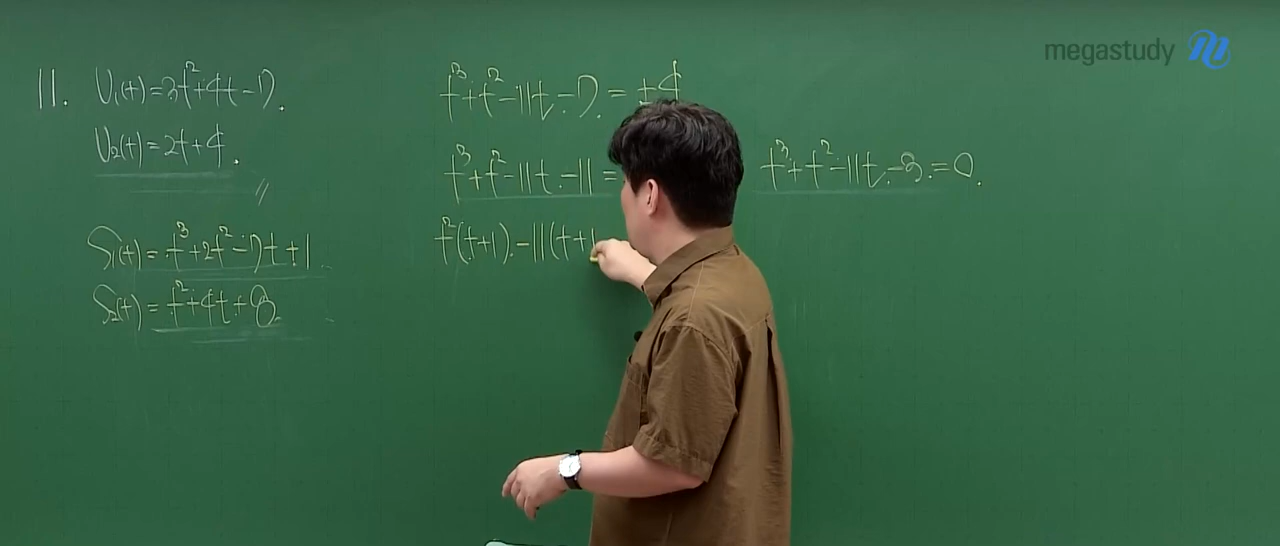 megastudy
11. V₁(t)=3t²+4t-7.
V₂(t)=2t+4.
S₁(t)=t³+2t²-7t+1
S₂(t)=t²+4t+8
t³+t²-11t-7.=±4
t³+t²-11t-11=
t³+t²-11t-3.=0.
t²(t+1).-11(t+1